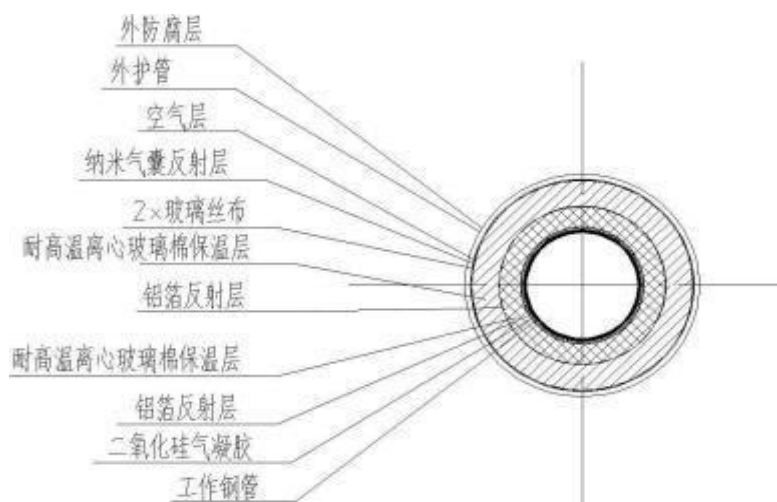 外防腐层
外护管
空气层
纳米气囊反射层
2×玻璃丝布
耐高温离心玻璃棉保温层
铝箔反射层
耐高温离心玻璃棉保温层
铝箔反射层
二氧化硅气凝胶
工作钢管